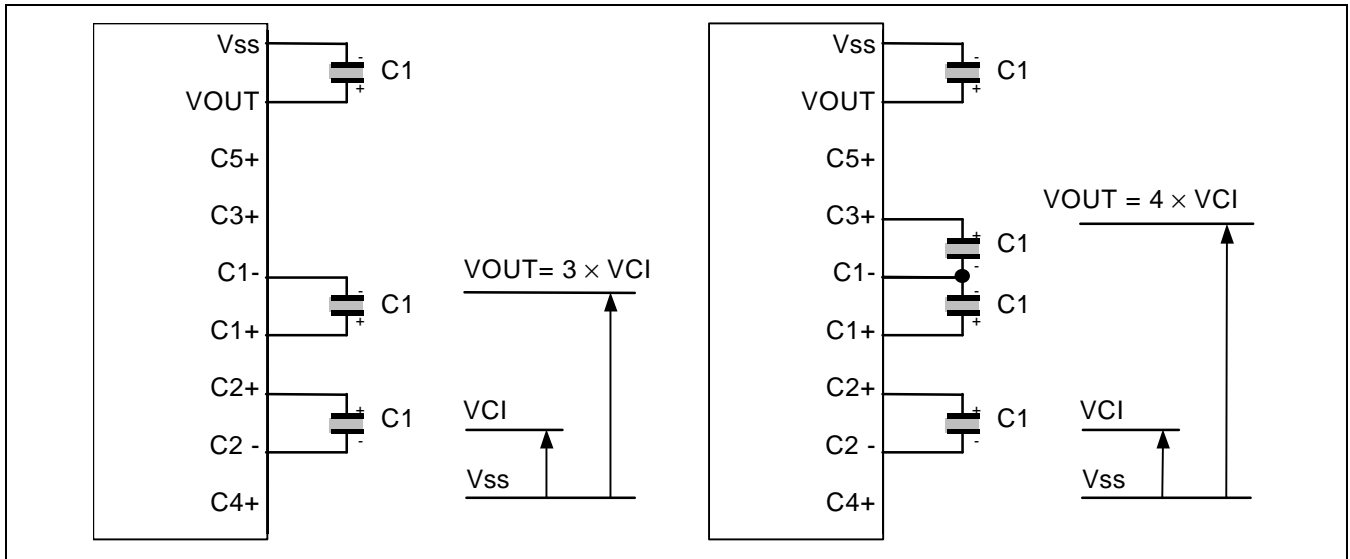 Vss
-
C1
+
VOUT
C5+
C3+
C1-
-
C1
+
C1+
C2+
+
C1
-
C2 -
C4+
VOUT= 3 × VCI
VCI
Vss
Vss
-
C1
+
VOUT
C5+
C3+
+
C1
-
C1-
-
C1
+
C1+
C2+
+
C1
-
C2 -
C4+
VOUT = 4 × VCI
VCI
Vss